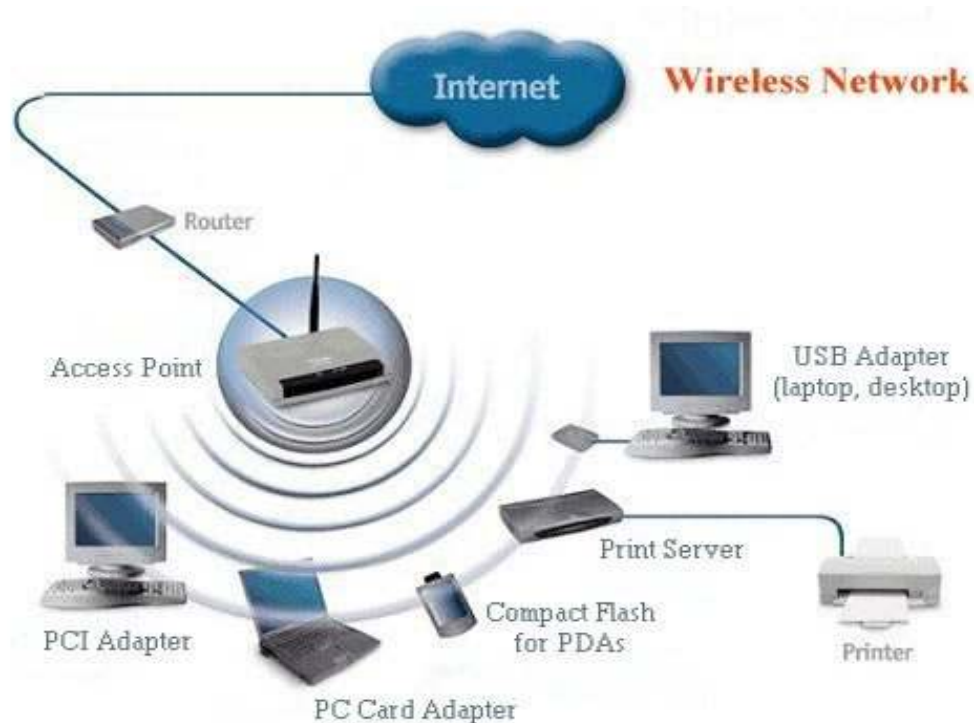 Internet
Wireless Network
Router
Access Point
USB Adapter
(laptop, desktop)
Print Server
PCI Adapter
Compact Flash
for PDAs
Printer
PC Card Adapter